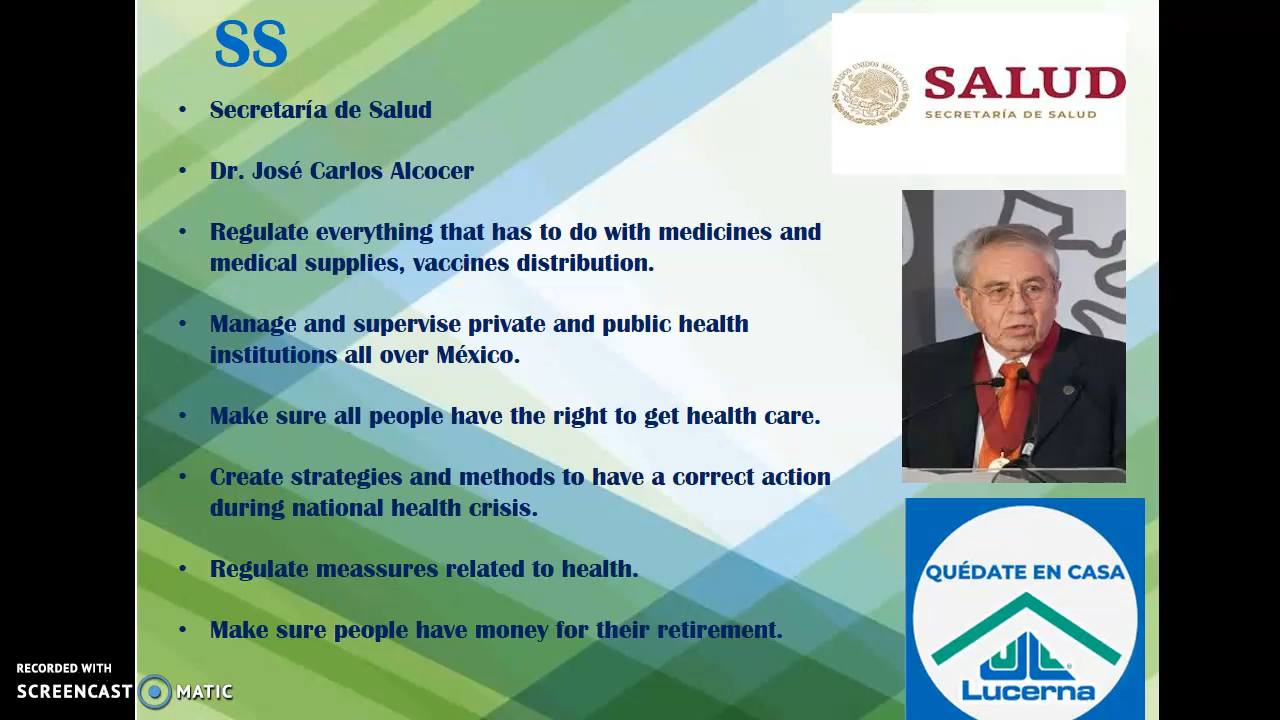 SS
• Secretaría de Salud
• Dr. José Carlos Alcocer
• Regulate everything that has to do with medicines and
medical supplies, vaccines distribution.
• Manage and supervise private and public health
institutions all over México.
• Make sure all people have the right to get health care.
• Create strategies and methods to have a correct action
during national health crisis.
• Regulate meassures related to health.
• Make sure people have money for their retirement.
ESTADOS UNIDOS MEXICANOS
SALUD
SECRETARÍA DE SALUD
QUÉDATE EN CASA
JL
®
Lucerna
RECORDED WITH
SCREENCAST MATIC